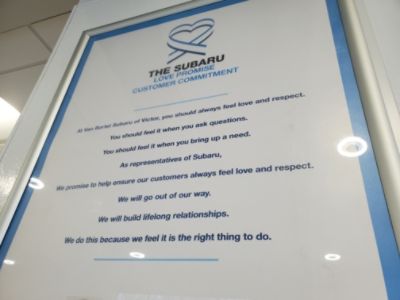 THE SUBARU
LOVE PROMISE
CUSTOMER COMMITMENT
At Van Bortel Subaru of Victor, you should always feel love and respect.
You should feel it when you ask questions.
You should feel it when you bring up a need.
As representatives of Subaru,
We promise to help ensure our customers always feel love and respect.
We will go out of our way.
We will build lifelong relationships.
We do this because we feel it is the right thing to do.